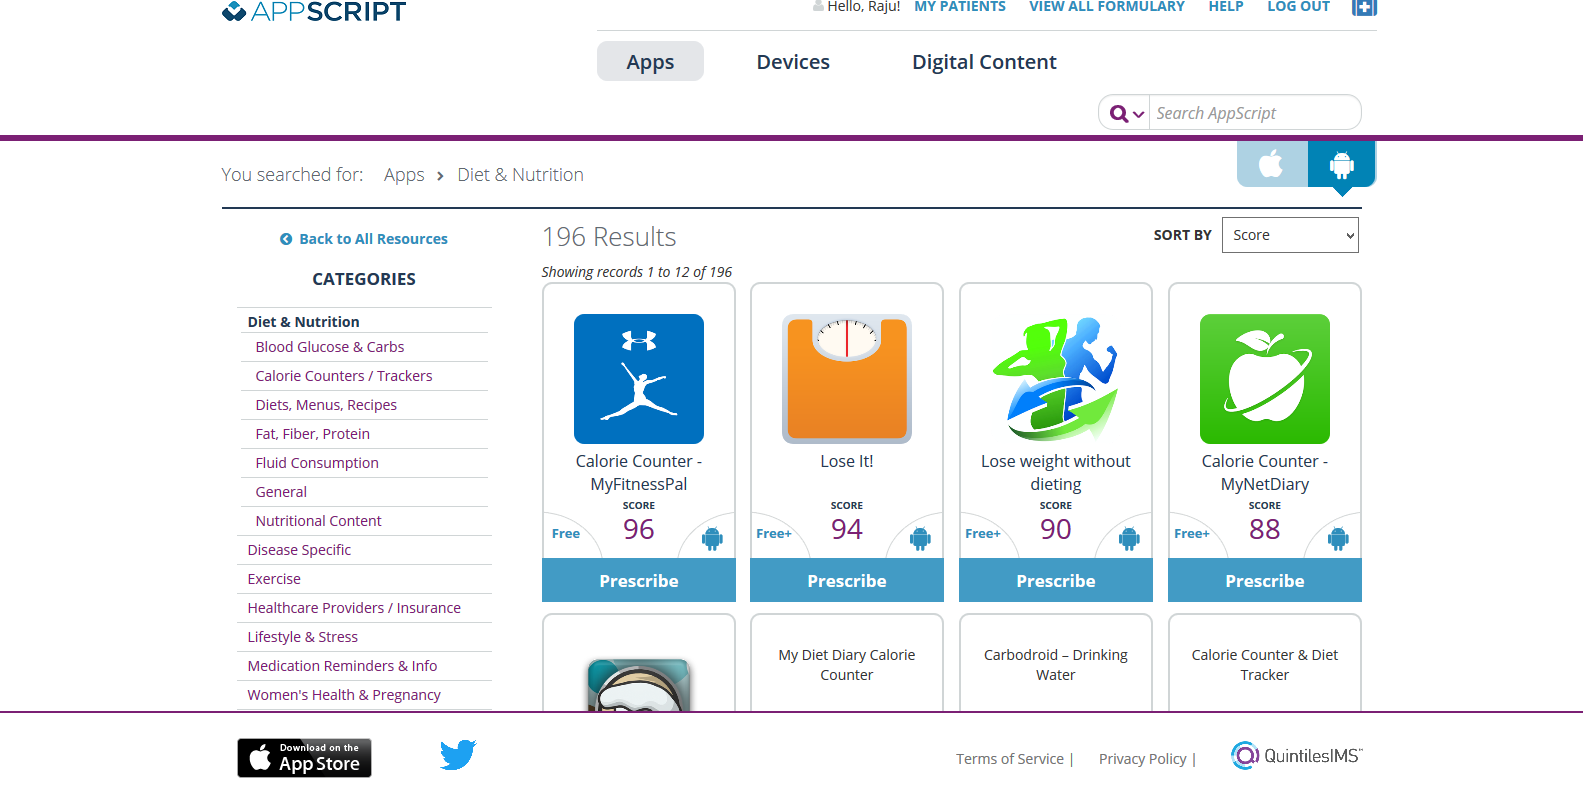 APPSCRIPT
Hello, Raju! MY PATIENTS VIEW ALL FORMULARY HELP LOG OUT
Apps Devices Digital Content
Search AppScript
You searched for: Apps › Diet & Nutrition
Back to All Resources
196 Results
SORT BY Score
Showing records 1 to 12 of 196
CATEGORIES
Diet & Nutrition
Blood Glucose & Carbs
Calorie Counters / Trackers
Diets, Menus, Recipes
Fat, Fiber, Protein
Fluid Consumption
General
Nutritional Content
Disease Specific
Exercise
Healthcare Providers / Insurance
Lifestyle & Stress
Medication Reminders & Info
Women's Health & Pregnancy
Calorie Counter -
MyFitnessPal
SCORE
Free 96
Prescribe
Lose It!
SCORE
Free+ 94
Prescribe
Lose weight without
dieting
SCORE
Free+ 90
Prescribe
Calorie Counter -
MyNetDiary
SCORE
Free+ 88
Prescribe
My Diet Diary Calorie
Counter
Carbodroid – Drinking
Water
Calorie Counter & Diet
Tracker
Download on the
App Store
Terms of Service | Privacy Policy |
QuintilesIMS™